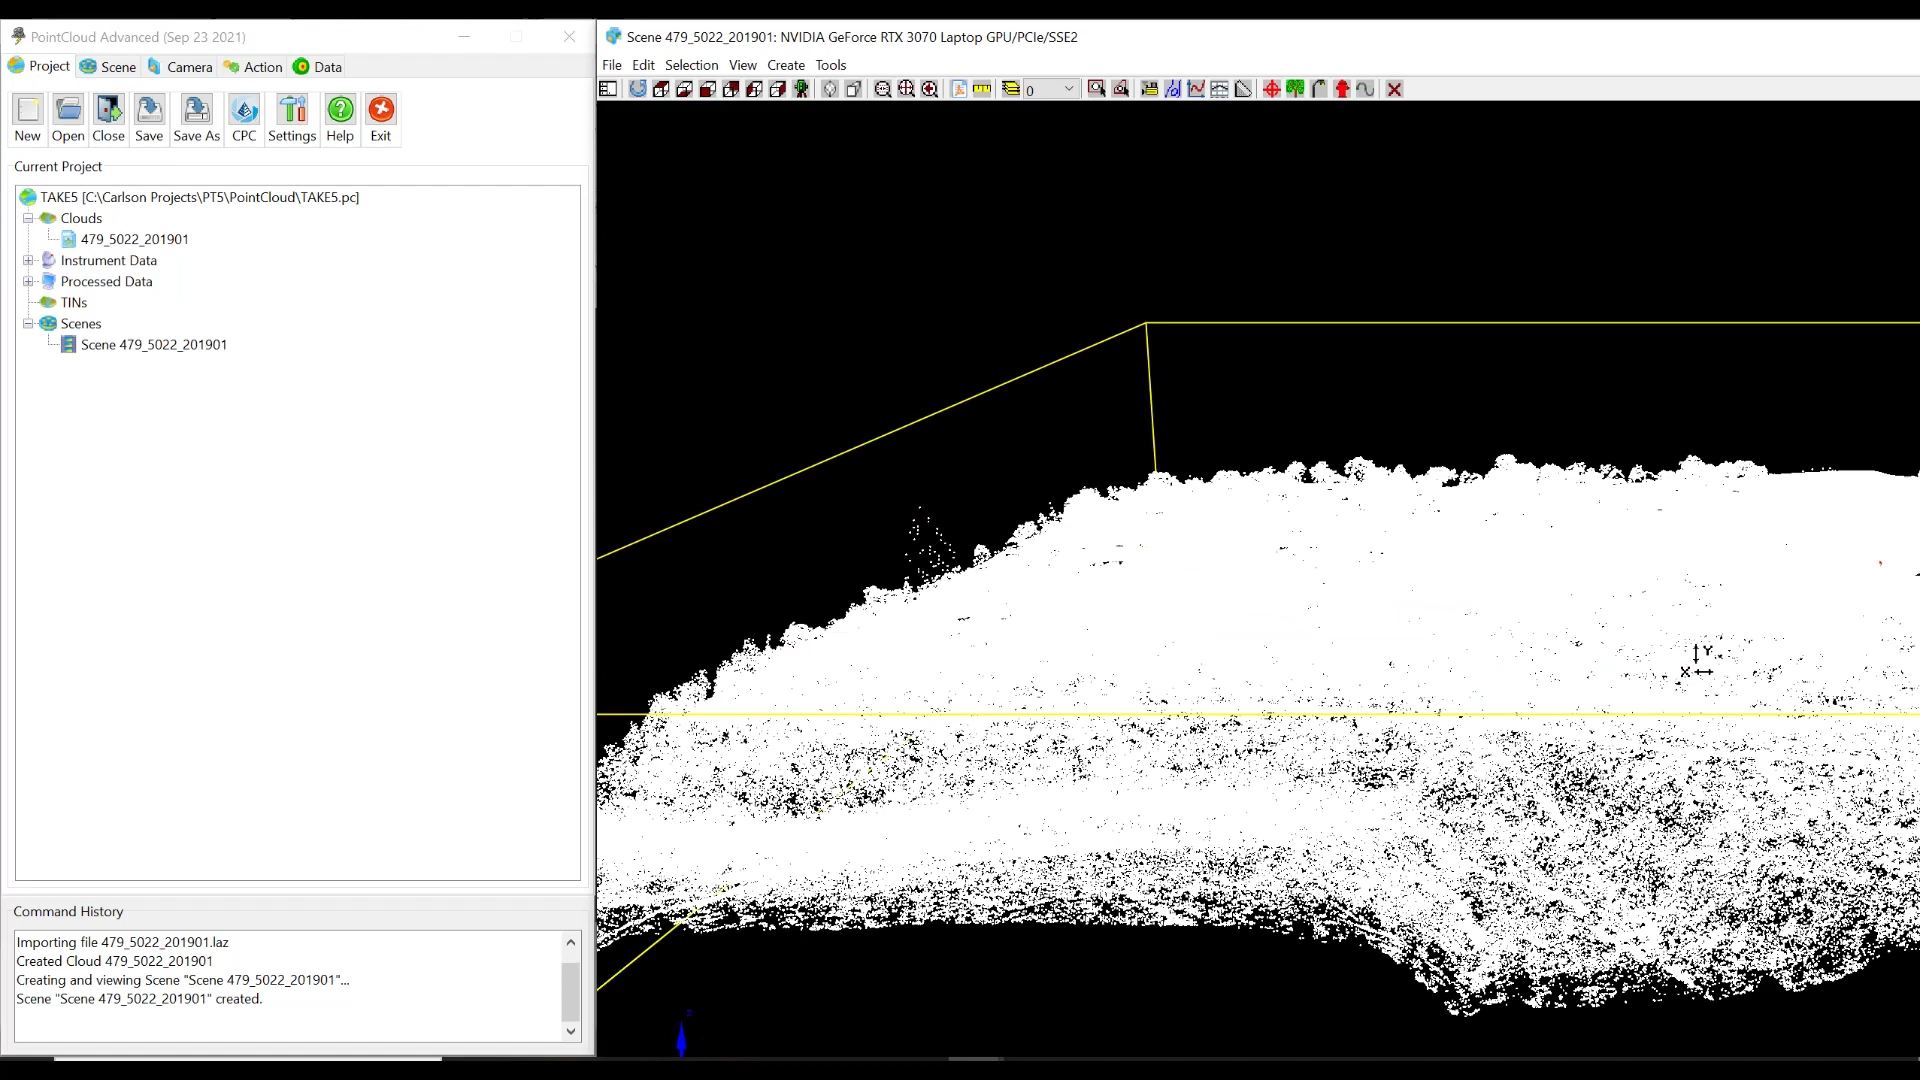 PointCloud Advanced (Sep 23 2021)
Project Scene Camera Action Data
New Open Close Save Save As CPC Settings Help Exit
Current Project
TAKE5 [C:\Carlson Projects\PT5\PointCloud\TAKE5.pc]
Clouds
479_5022_201901
Instrument Data
Processed Data
TINs
Scenes
Scene 479_5022_201901
Command History
Importing file 479_5022_201901.laz
Created Cloud 479_5022_201901
Creating and viewing Scene "Scene 479_5022_201901"...
Scene "Scene 479_5022_201901" created.
Scene 479_5022_201901: NVIDIA GeForce RTX 3070 Laptop GPU/PCIe/SSE2
File Edit Selection View Create Tools
0
Y
X